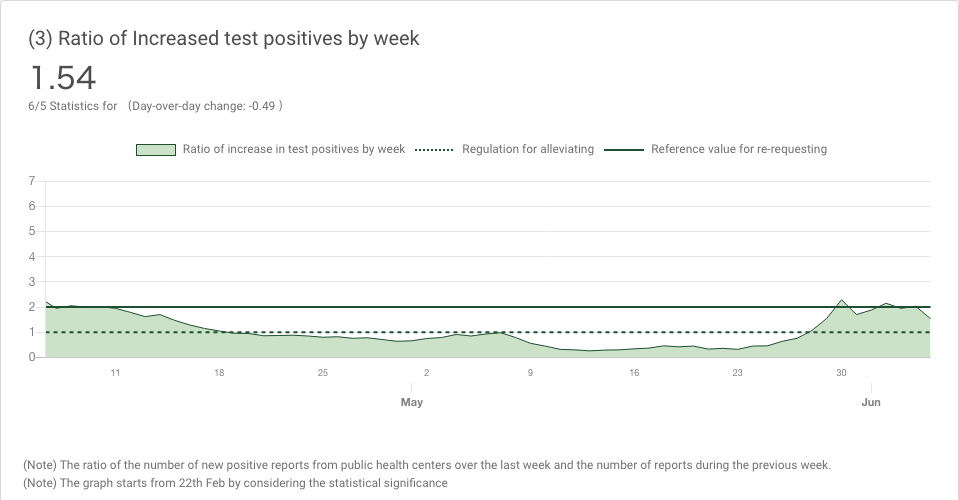 (3) Ratio of Increased test positives by week
1.54
6/5 Statistics for （Day-over-day change: -0.49 ）
Ratio of increase in test positives by week Regulation for alleviating Reference value for re-requesting
7
6
5
4
3
2
1
0
11 18 25 2 9 16 23 30
May Jun
(Note) The ratio of the number of new positive reports from public health centers over the last week and the number of reports during the previous week.
(Note) The graph starts from 22th Feb by considering the statistical significance